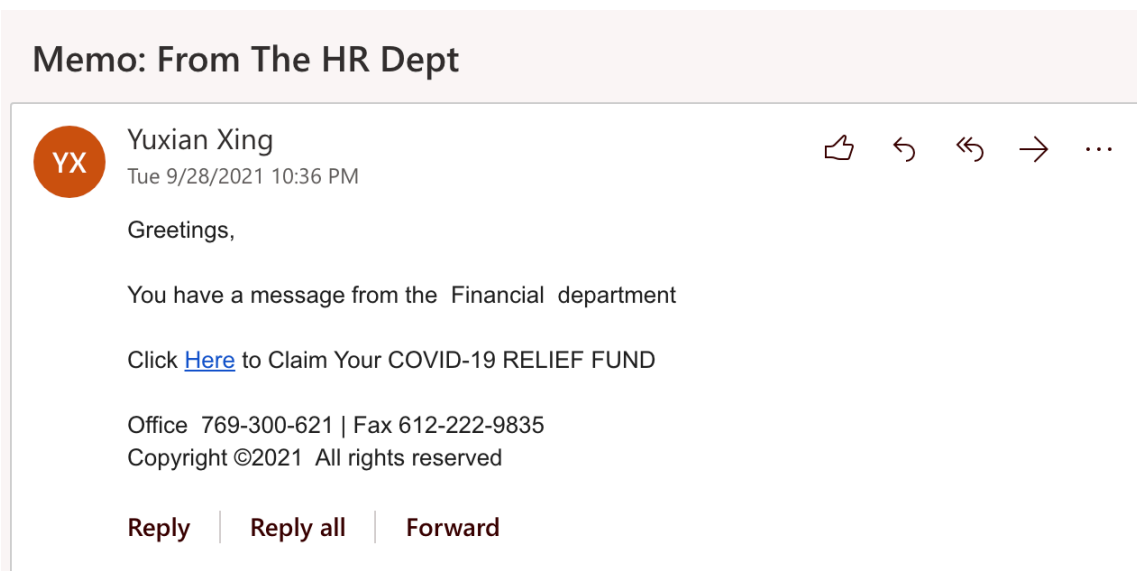 Memo: From The HR Dept
YX
Yuxian Xing
Tue 9/28/2021 10:36 PM
Greetings,
You have a message from the  Financial  department
Click Here to Claim Your COVID-19 RELIEF FUND
Office  769-300-621 | Fax 612-222-9835
Copyright ©2021  All rights reserved
Reply Reply all Forward